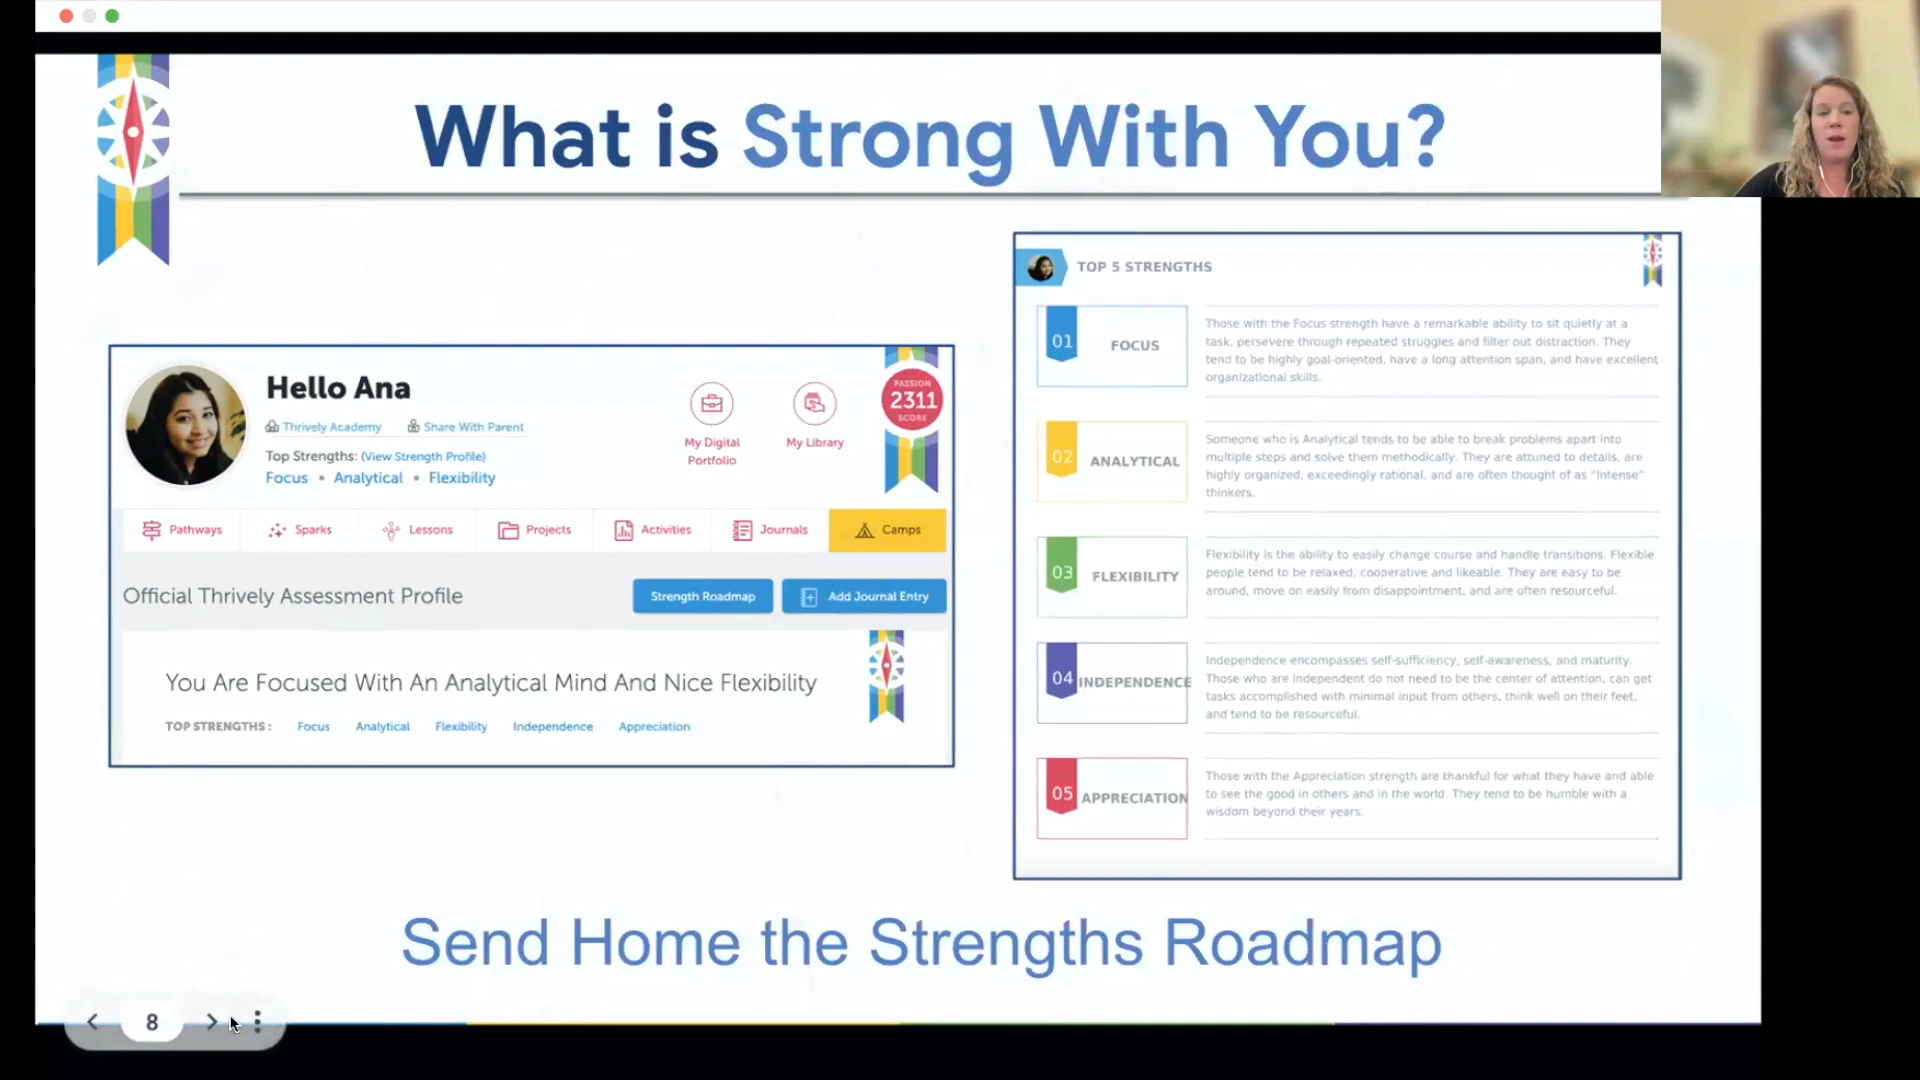 What is Strong With You?
Hello Ana
Thrively Academy Share With Parent
Top Strengths: (View Strength Profile)
Focus • Analytical • Flexibility
My Digital
Portfolio
My Library
PASSION
2311
SCORE
Pathways Sparks Lessons Projects Activities Journals Camps
Official Thrively Assessment Profile
Strength Roadmap
Add Journal Entry
You Are Focused With An Analytical Mind And Nice Flexibility
TOP STRENGTHS : Focus Analytical Flexibility Independence Appreciation
TOP 5 STRENGTHS
01 FOCUS
Those with the Focus strength have a remarkable ability to sit quietly at a
task, persevere through repeated struggles and filter out distraction. They
tend to be highly goal-oriented, have a long attention span, and have excellent
organizational skills.
02 ANALYTICAL
Someone who is Analytical tends to be able to break problems apart into
multiple steps and solve them methodically. They are attuned to details, are
highly organized, exceedingly rational, and are often thought of as "Intense"
thinkers.
03 FLEXIBILITY
Flexibility is the ability to easily change course and handle transitions. Flexible
people tend to be relaxed, cooperative and likeable. They are easy to be
around, move on easily from disappointment, and are often resourceful.
04 INDEPENDENCE
Independence encompasses self-sufficiency, self-awareness, and maturity.
Those who are Independent do not need to be the center of attention, can get
tasks accomplished with minimal input from others, think well on their feet,
and tend to be resourceful.
05 APPRECIATION
Those with the Appreciation strength are thankful for what they have and able
to see the good in others and in the world. They tend to be humble with a
wisdom beyond their years.
Send Home the Strengths Roadmap
8